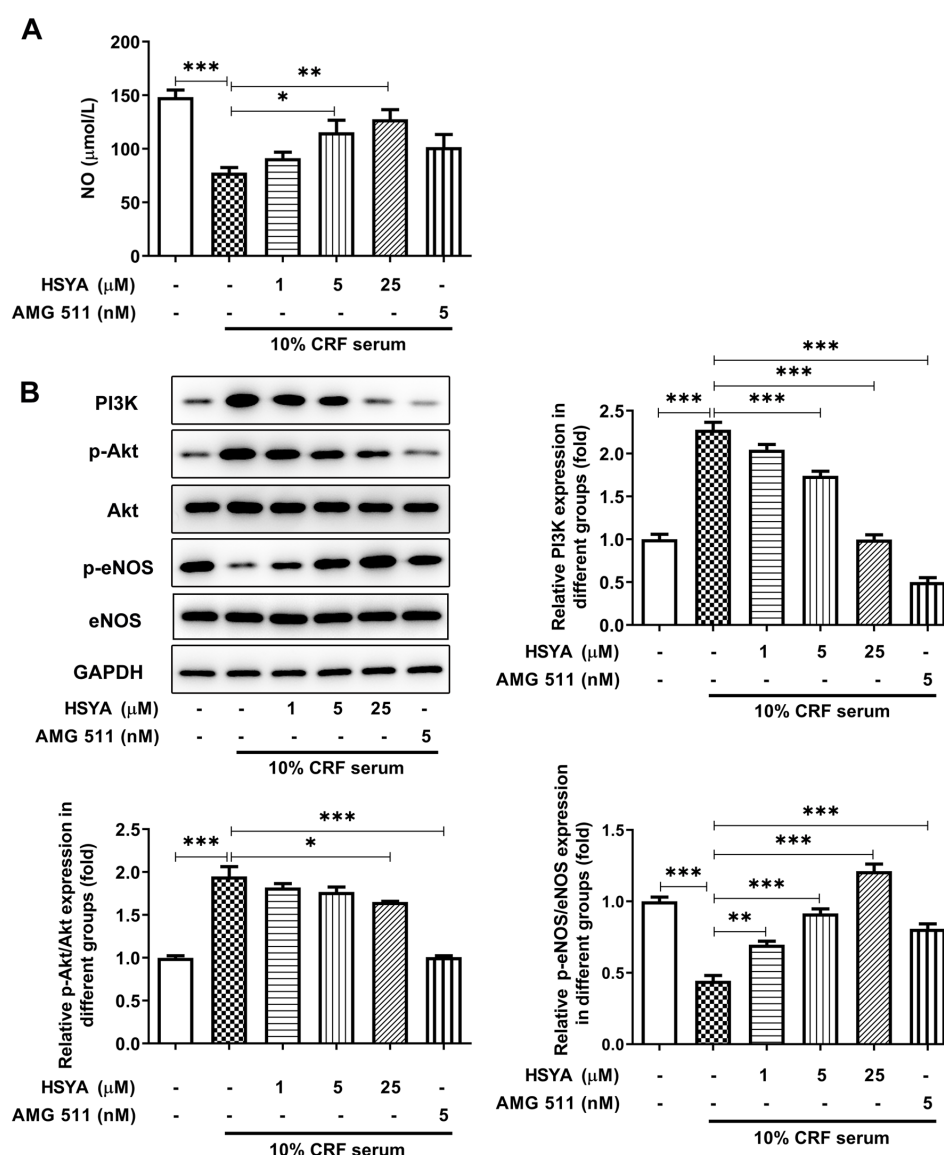 A
NO (μmol/L)
200
150
100
50
0
***
**
*
HSYA (μM) - - 1 5 25 -
AMG 511 (nM) - - - - - 5
10% CRF serum
B
PI3K
p-Akt
Akt
p-eNOS
eNOS
GAPDH
HSYA (μM) - - 1 5 25 -
AMG 511 (nM) - - - - - 5
10% CRF serum
Relative PI3K expression in
different groups (fold)
2.5
2.0
1.5
1.0
0.5
0.0
***
***
***
***
HSYA (μM) - - 1 5 25 -
AMG 511 (nM) - - - - - 5
10% CRF serum
Relative p-Akt/Akt expression in
different groups (fold)
2.5
2.0
1.5
1.0
0.5
0.0
***
***
*
HSYA (μM) - - 1 5 25 -
AMG 511 (nM) - - - - - 5
10% CRF serum
Relative p-eNOS/eNOS expression
in different groups (fold)
1.5
1.0
0.5
0.0
***
***
***
***
**
HSYA (μM) - - 1 5 25 -
AMG 511 (nM) - - - - - 5
10% CRF serum